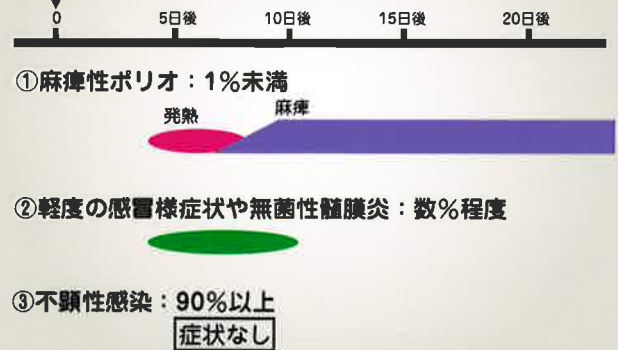 0 5日後 10日後 15日後 20日後
①麻痺性ポリオ：1％未満
発熱 麻痺
②軽度の感冒様症状や無菌性髄膜炎：数％程度
③不顕性感染：90％以上
症状なし